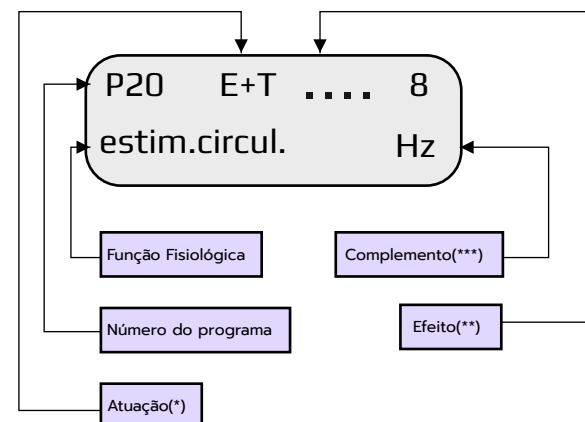 P20 E+T .... 8
estim.circul. Hz
Função Fisiológica
Complemento(***)
Número do programa
Efeito(**)
Atuação(*)